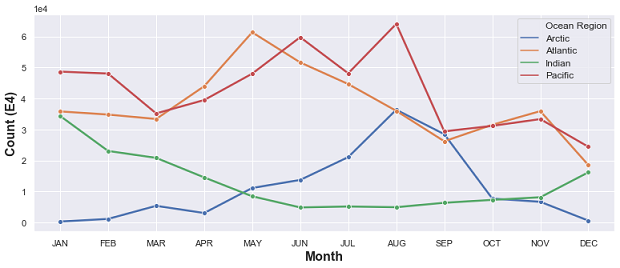 1e4
Ocean Region
Arctic
Atlantic
Indian
Pacific
6
5
4
3
2
1
0
Count (E4)
JAN FEB MAR APR MAY JUN JUL AUG SEP OCT NOV DEC
Month